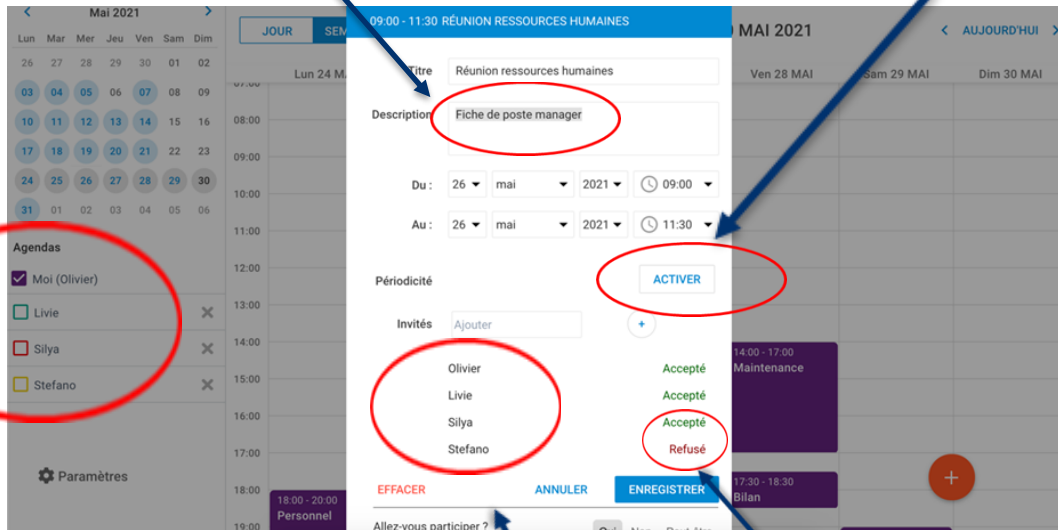 Mai 2021
Lun Mar Mer Jeu Ven Sam Dim
26 27 28 29 30 01 02
03 04 05 06 07 08 09
10 11 12 13 14 15 16
17 18 19 20 21 22 23
24 25 26 27 28 29 30
31 01 02 03 04 05 06
Agendas
Moi (Olivier)
Livie
Silya
Stefano
Paramètres
JOUR SEM
MAI 2021
AUJOURD'HUI
Lun 24 M
Ven 28 MAI
Sam 29 MAI
Dim 30 MAI
07:00
08:00
09:00
10:00
11:00
12:00
13:00
14:00
15:00
16:00
17:00
18:00
19:00
18:00 - 20:00
Personnel
09:00 - 11:30 RÉUNION RESSOURCES HUMAINES
Titre Réunion ressources humaines
Description Fiche de poste manager
Du : 26 mai 2021 09:00
Au : 26 mai 2021 11:30
Périodicité ACTIVER
Invités Ajouter +
Olivier Accepté
Livie Accepté
Silya Accepté
Stefano Refusé
EFFACER ANNULER ENREGISTRER
Allez-vous participer ? Oui Non Peut-être
14:00 - 17:00
Maintenance
17:30 - 18:30
Bilan
+